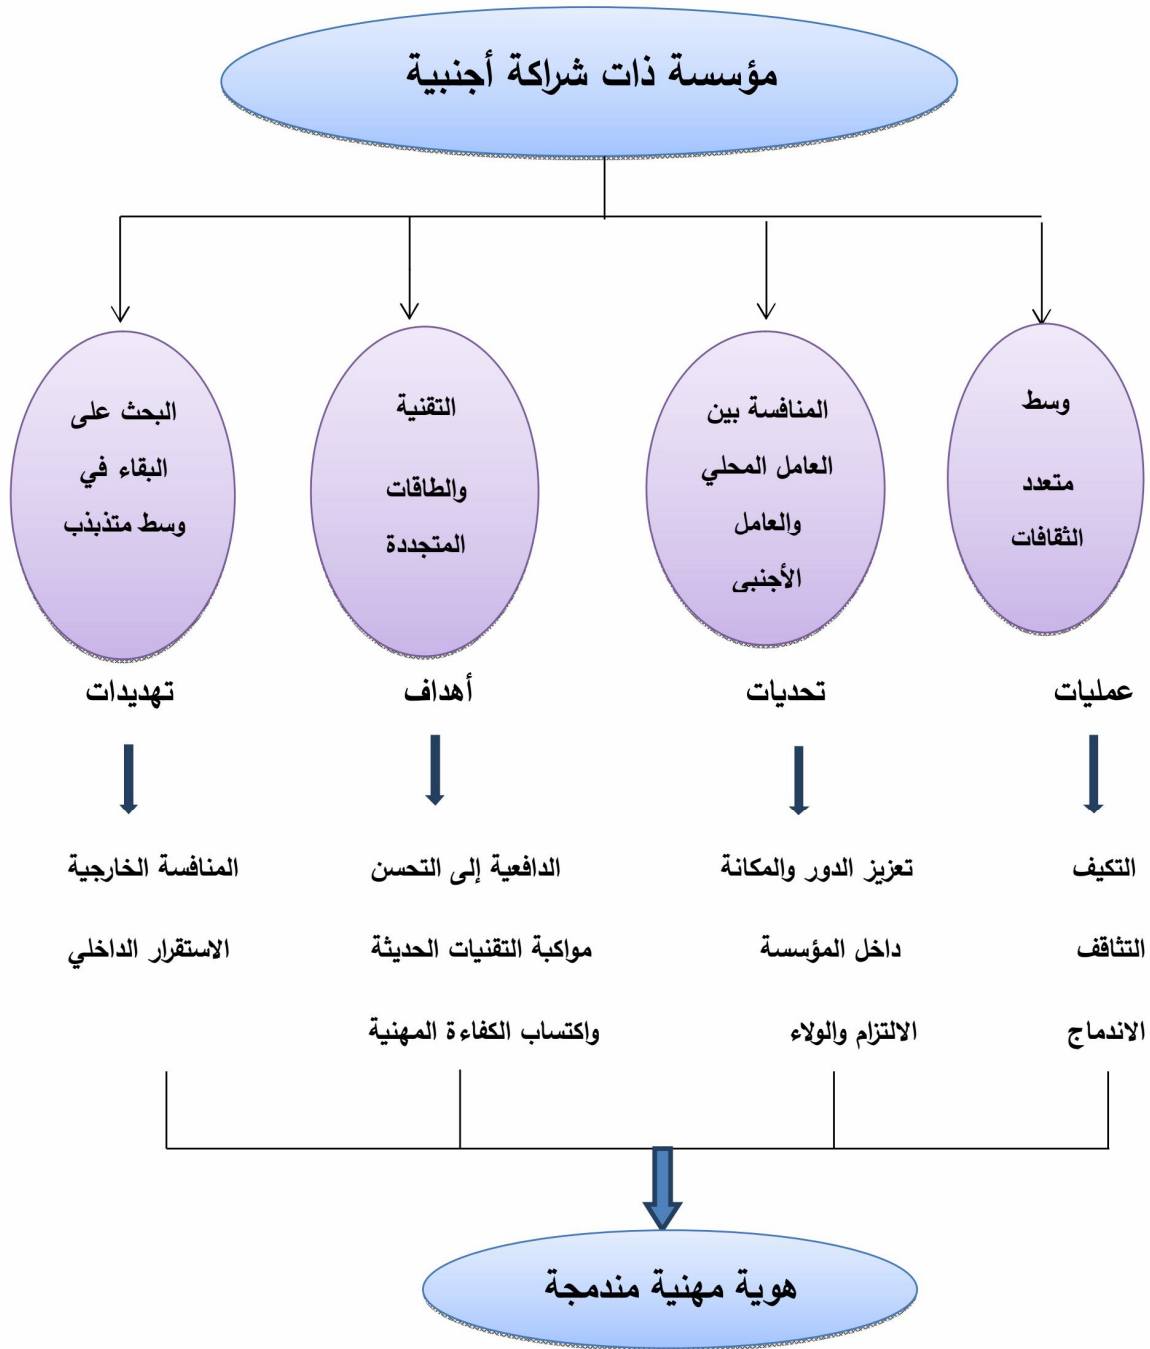 مؤسسة ذات شراكة أجنبية
وسط
متعدد
الثقافات
المنافسة بين
العامل المحلي
والعامل
الأجنبي
التقنية
والطاقات
المتجددة
البحث على
البقاء في
وسط متذبذب
عمليات
تحديات
أهداف
تهديدات
التكيف
التثاقف
الاندماج
تعزيز الدور والمكانة
داخل المؤسسة
الالتزام والولاء
الدافعية إلى التحسن
مواكبة التقنيات الحديثة
واكتساب الكفاءة المهنية
المنافسة الخارجية
الاستقرار الداخلي
هوية مهنية مندمجة